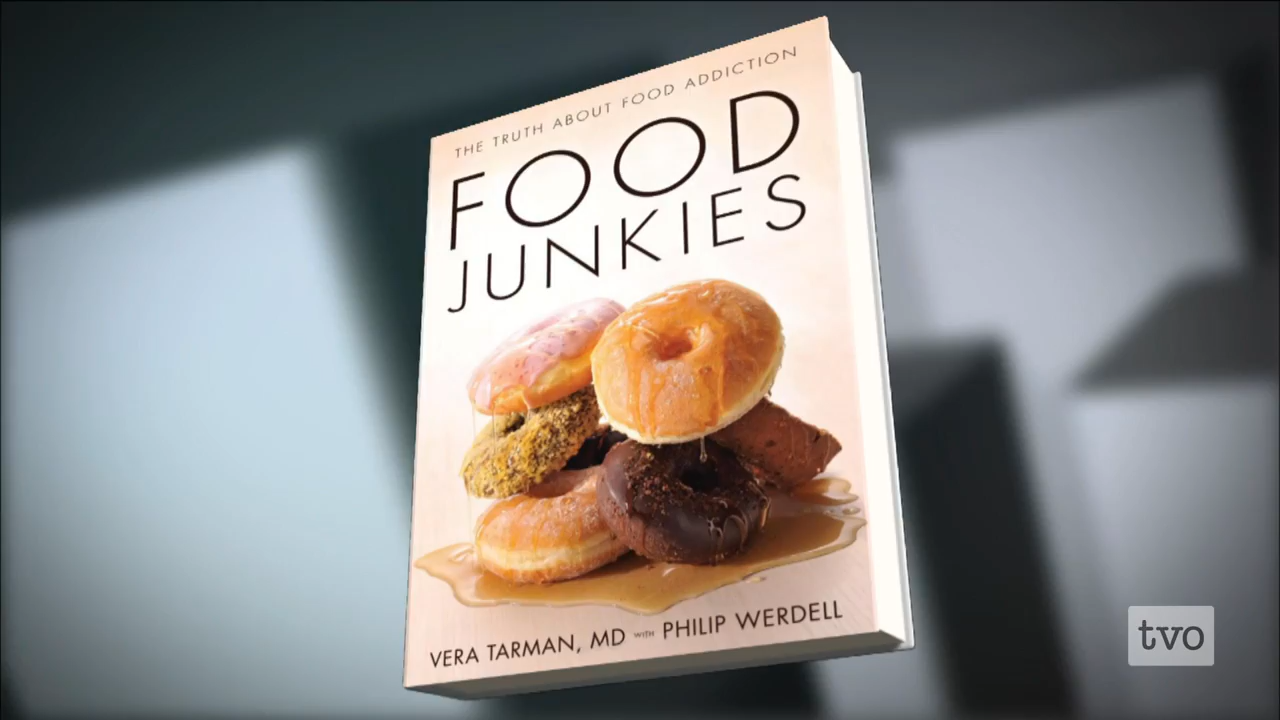 THE TRUTH ABOUT FOOD ADDICTION
FOOD
JUNKIES
VERA TARMAN, MD WITH PHILIP WERDELL
tvo